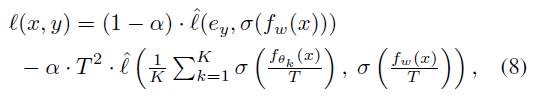 ℓ(x, y) = (1 − α) · ℓ̂(e_y, σ(f_w(x)))
− α · T² · ℓ̂ ( 1/K ∑_{k=1}^{K} σ ( f_{θ_k}(x) / T ) , σ ( f_w(x) / T ) ) , (8)